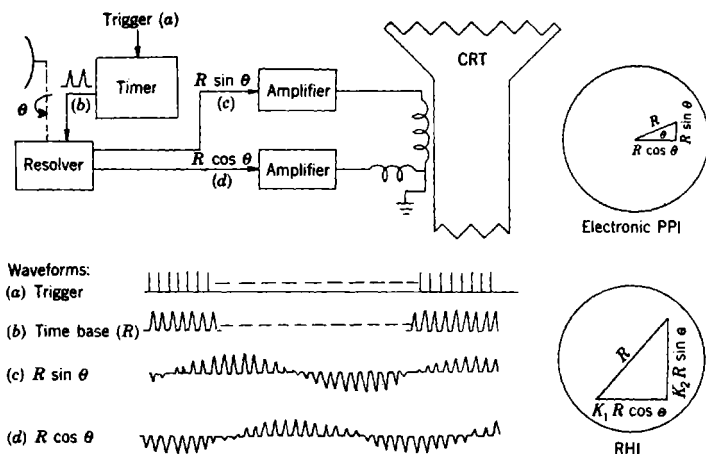 Trigger (a)
Timer
(b)
θ
Resolver
R sin θ
(c)
Amplifier
R cos θ
(d)
Amplifier
CRT
R
θ
R sin θ
R cos θ
Electronic PPI
Waveforms:
(a) Trigger
(b) Time base (R)
(c) R sin θ
(d) R cos θ
R
K₂ R sin θ
K₁ R cos θ
RHI